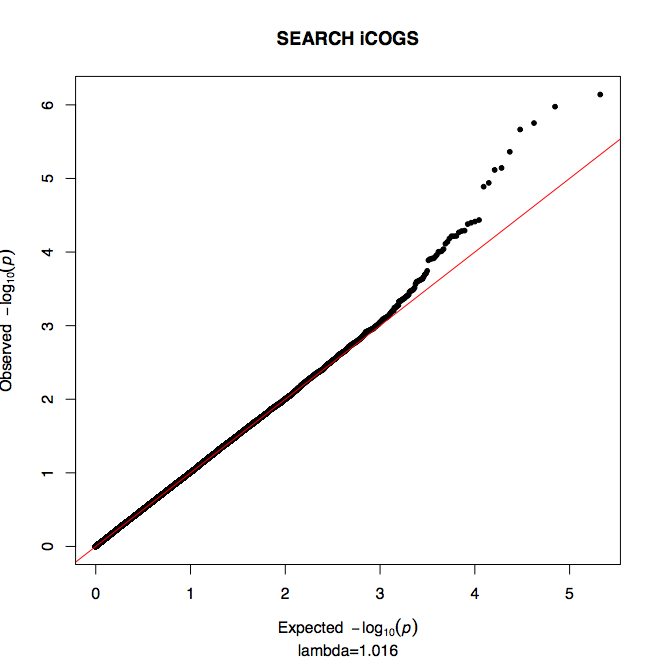 SEARCH iCOGS
Observed −log₁₀(p)
6
5
4
3
2
1
0
0 1 2 3 4 5
Expected −log₁₀(p)
lambda=1.016